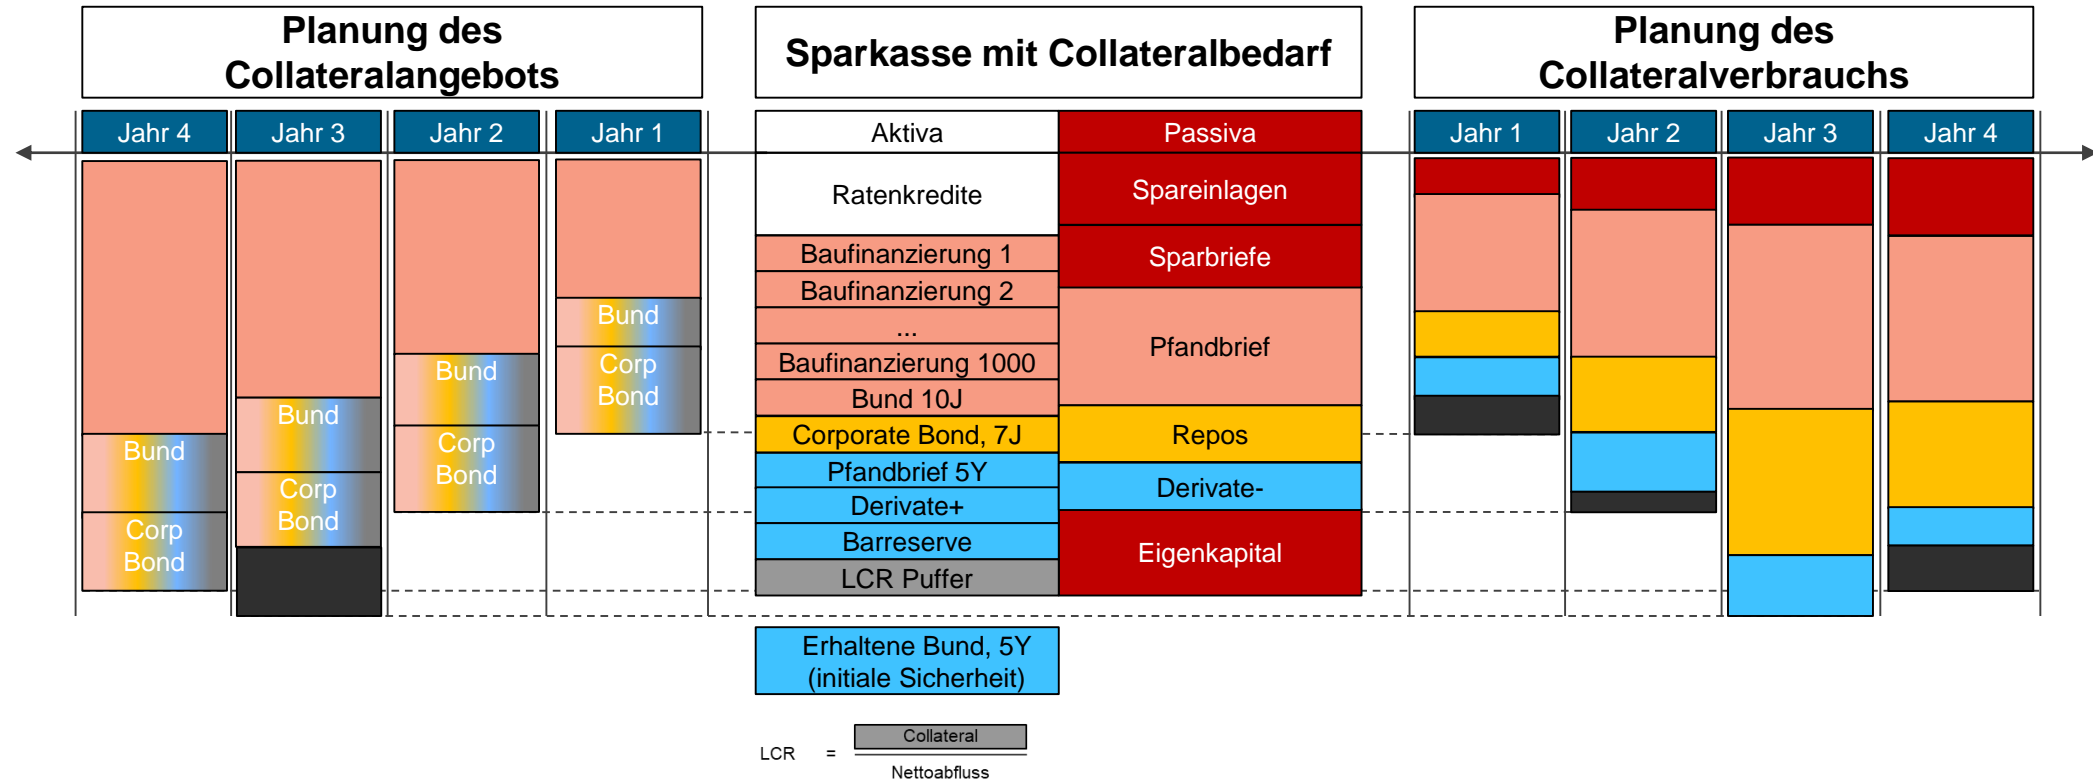 Planung des
Collateralangebots
Sparkasse mit Collateralbedarf
Planung des
Collateralverbrauchs
Jahr 4
Jahr 3
Jahr 2
Jahr 1
Aktiva
Passiva
Jahr 1
Jahr 2
Jahr 3
Jahr 4
Bund
Corp
Bond
Bund
Corp
Bond
Bund
Corp
Bond
Bund
Corp
Bond
Ratenkredite
Baufinanzierung 1
Baufinanzierung 2
...
Baufinanzierung 1000
Bund 10J
Corporate Bond, 7J
Pfandbrief 5Y
Derivate+
Barreserve
LCR Puffer
Spareinlagen
Sparbriefe
Pfandbrief
Repos
Derivate-
Eigenkapital
Erhaltene Bund, 5Y
(initiale Sicherheit)
LCR =
Collateral
Nettoabfluss